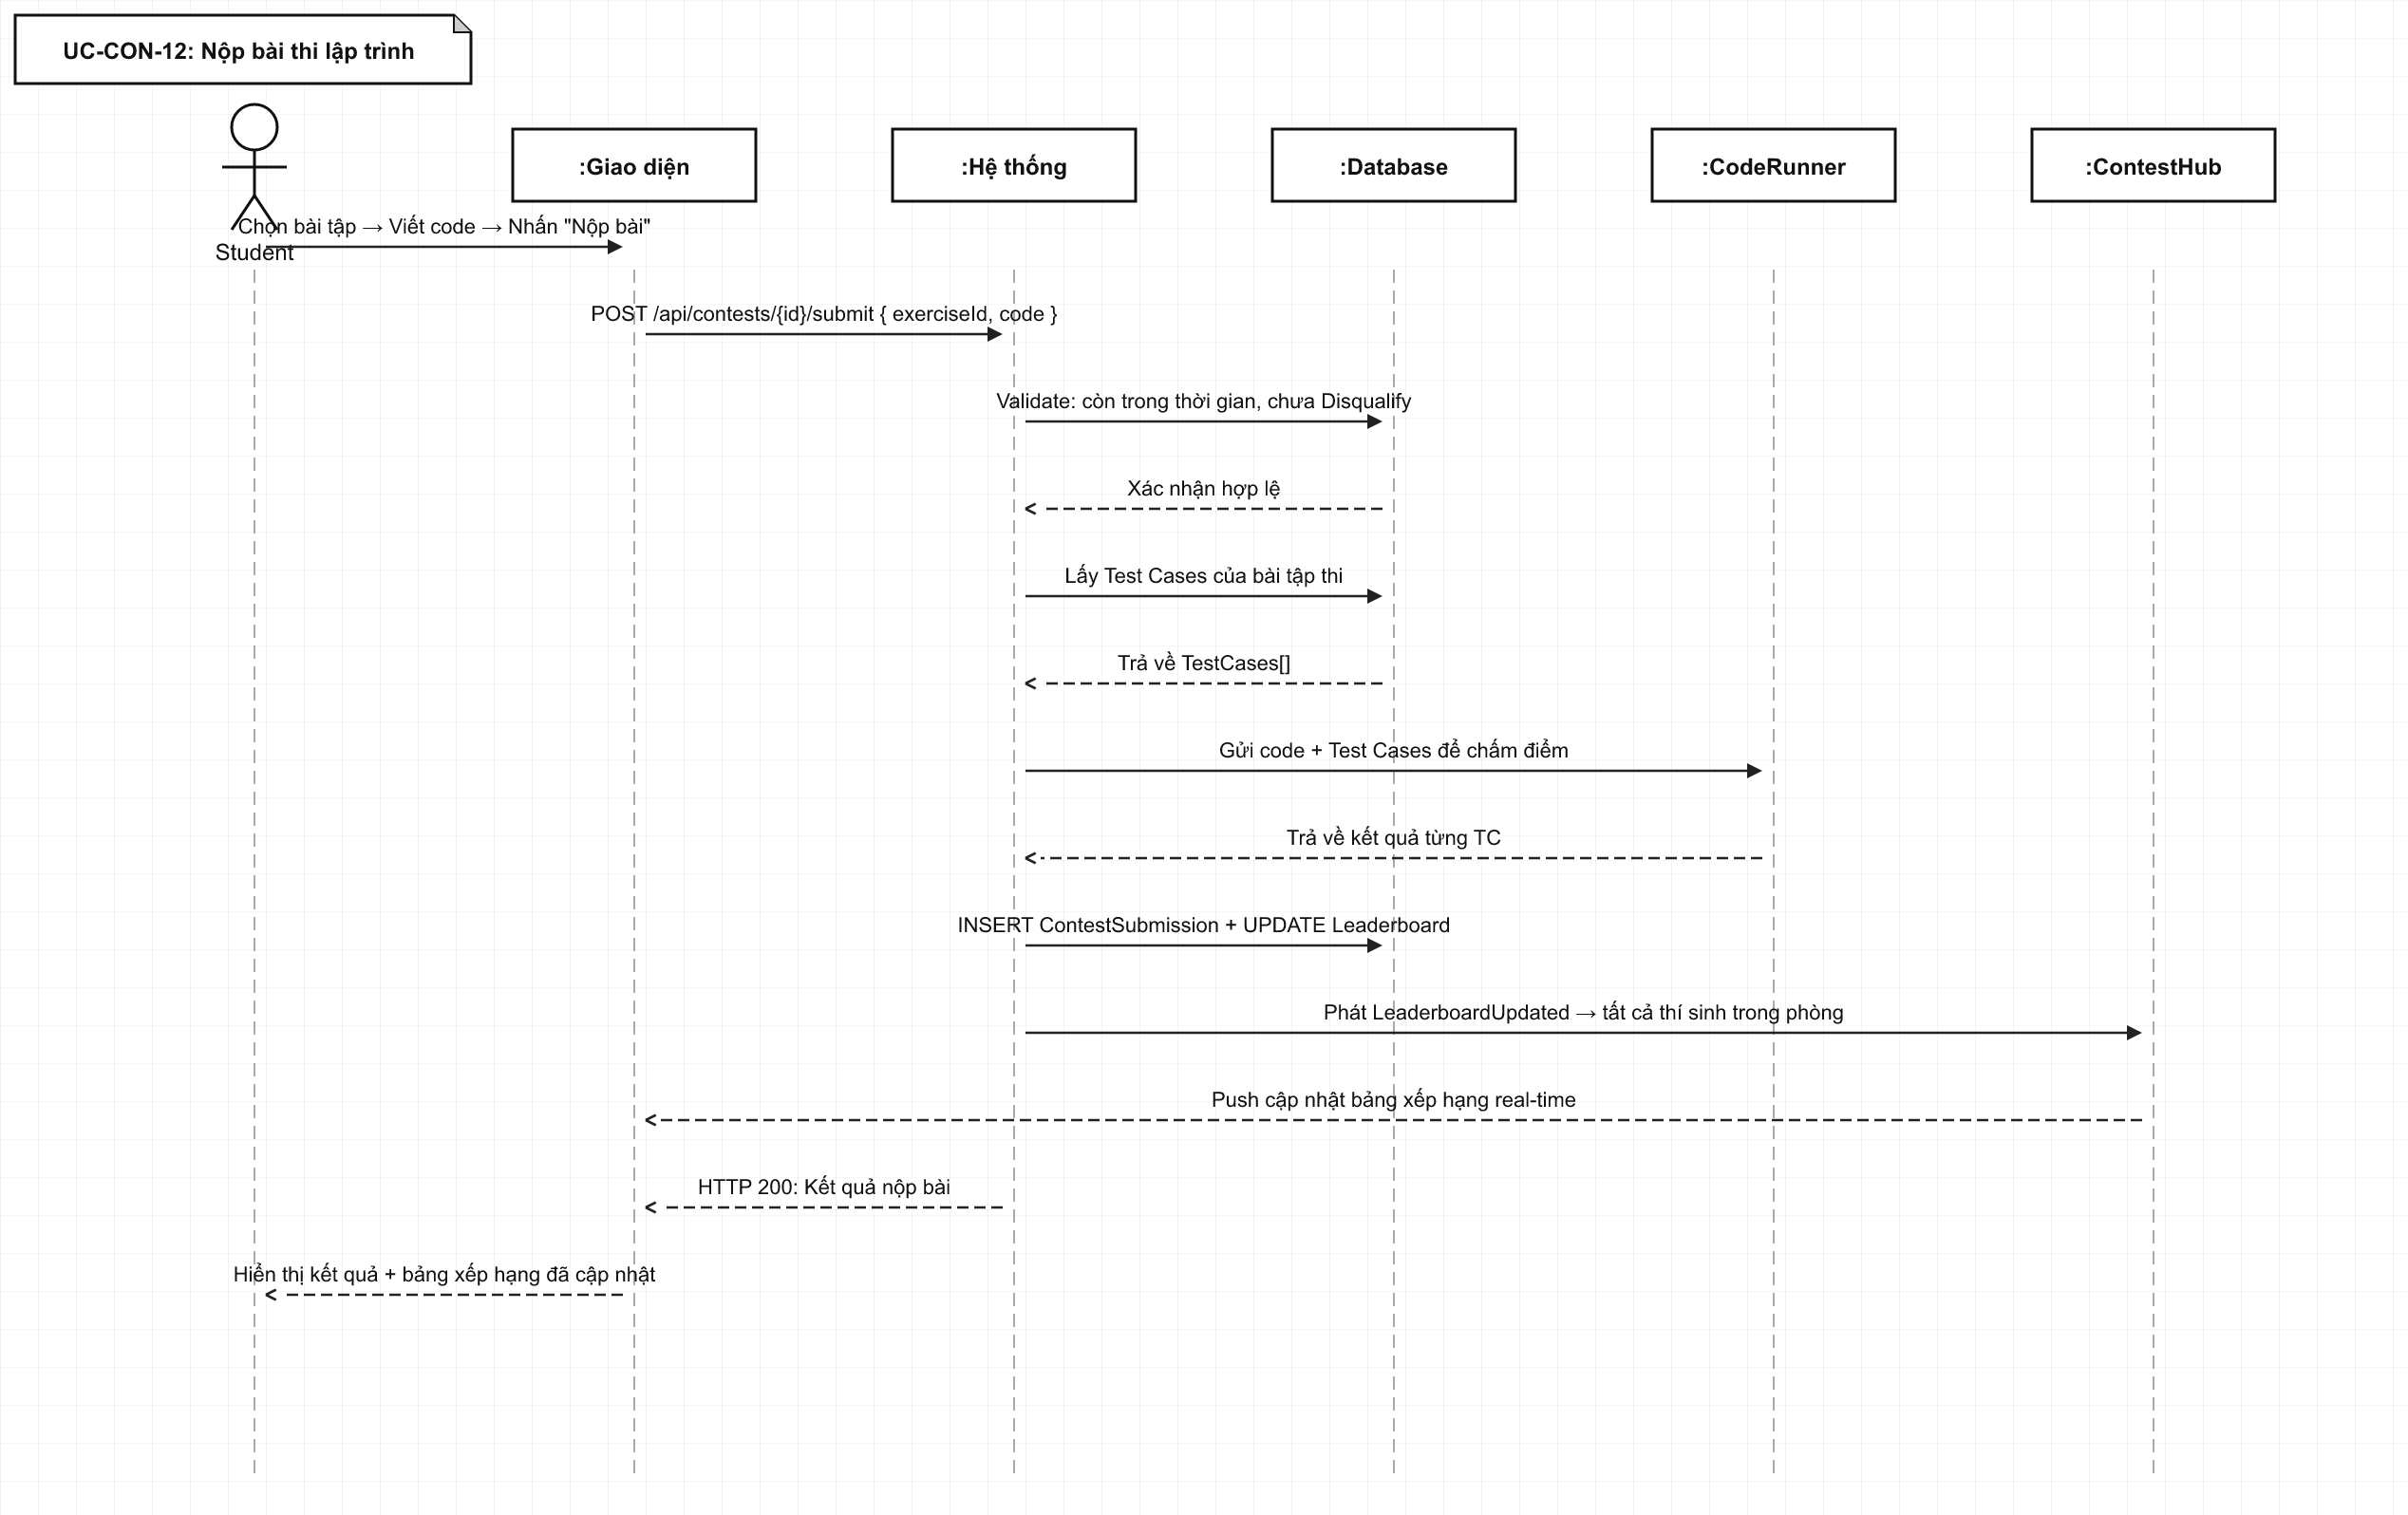 UC-CON-12: Nộp bài thi lập trình
:Giao diện
:Hệ thống
:Database
:CodeRunner
:ContestHub
Chọn bài tập → Viết code → Nhấn "Nộp bài"
Student
POST /api/contests/{id}/submit { exerciseId, code }
Validate: còn trong thời gian, chưa Disqualify
Xác nhận hợp lệ
Lấy Test Cases của bài tập thi
Trả về TestCases[]
Gửi code + Test Cases để chấm điểm
Trả về kết quả từng TC
INSERT ContestSubmission + UPDATE Leaderboard
Phát LeaderboardUpdated → tất cả thí sinh trong phòng
Push cập nhật bảng xếp hạng real-time
HTTP 200: Kết quả nộp bài
Hiển thị kết quả + bảng xếp hạng đã cập nhật